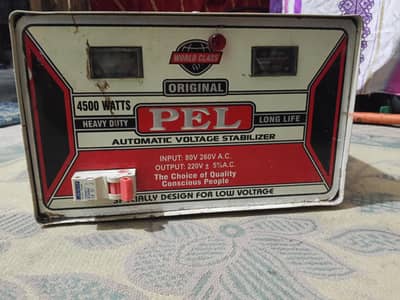 WORLD CLASS
ORIGINAL
4500 WATTS
HEAVY DUTY
PEL
LONG LIFE
AUTOMATIC VOLTAGE STABILIZER
INPUT: 80V 260V A.C.
OUTPUT: 220V ± 5% A.C.
The Choice of Quality
Conscious People
DESIGN FOR LOW VOLTAGE